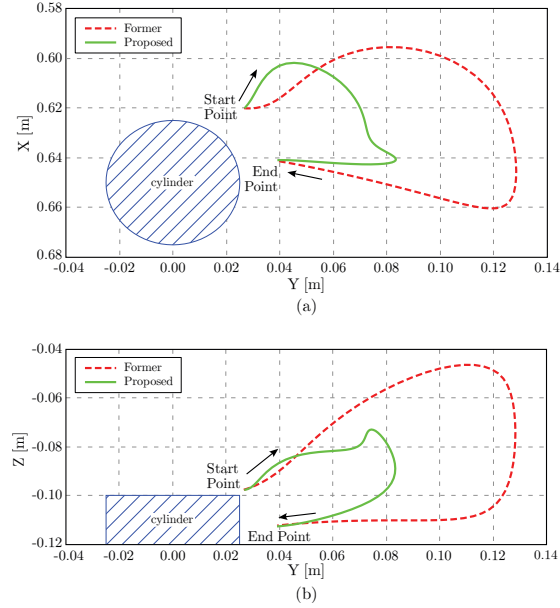 0.58
Former
Proposed
0.60
Start
Point
0.62
X [m]
0.64
cylinder
End
Point
0.66
0.68
-0.04 -0.02 0.00 0.02 0.04 0.06 0.08 0.10 0.12 0.14
Y [m]
(a)
-0.04
Former
Proposed
-0.06
Z [m]
-0.08
Start
Point
-0.10
cylinder
End Point
-0.12
-0.04 -0.02 0.00 0.02 0.04 0.06 0.08 0.10 0.12 0.14
Y [m]
(b)